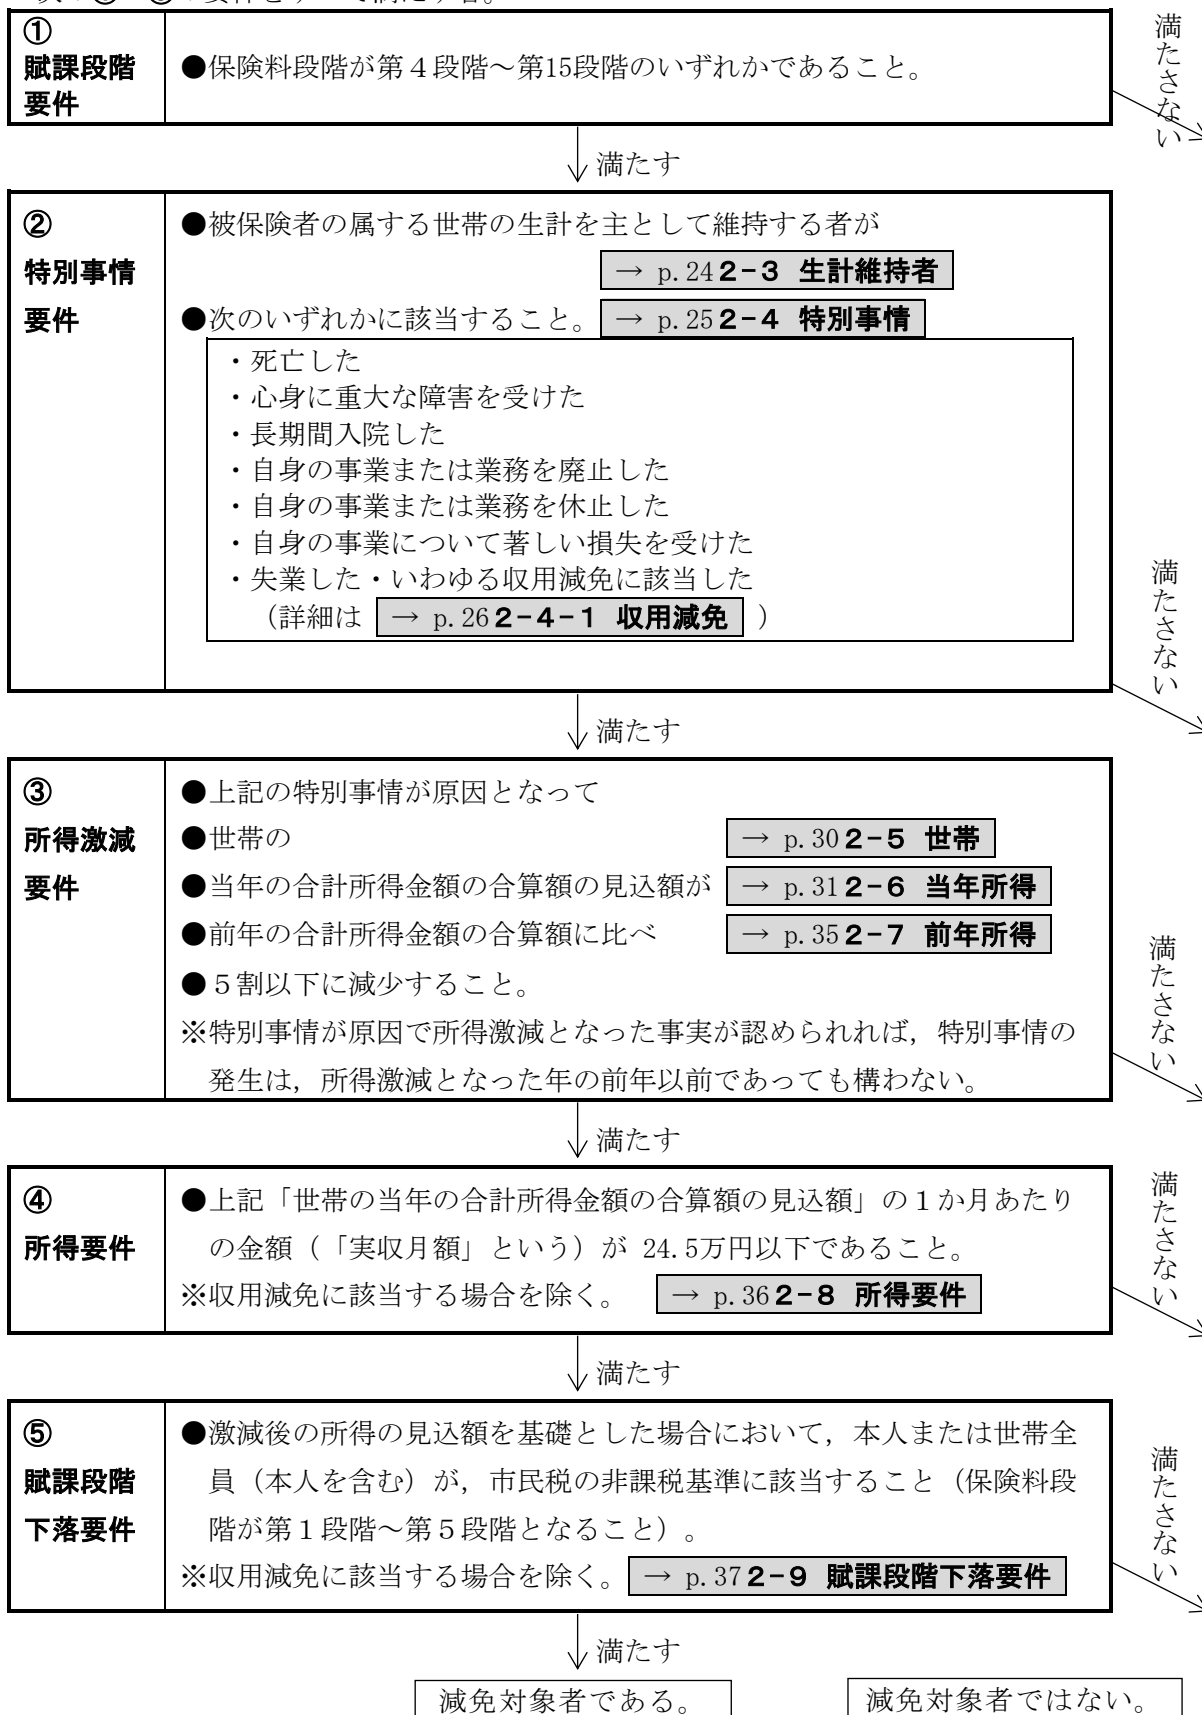 ①
賦課段階
要件
●保険料段階が第４段階～第15段階のいずれかであること。
満たさない
満たす
②
特別事情
要件
●被保険者の属する世帯の生計を主として維持する者が
→ p.24 2-3 生計維持者
●次のいずれかに該当すること。 → p.25 2-4 特別事情
・死亡した
・心身に重大な障害を受けた
・長期間入院した
・自身の事業または業務を廃止した
・自身の事業または業務を休止した
・自身の事業について著しい損失を受けた
・失業した・いわゆる収用減免に該当した
（詳細は → p.26 2-4-1 収用減免 ）
満たさない
満たす
③
所得激減
要件
●上記の特別事情が原因となって
●世帯の → p.30 2-5 世帯
●当年の合計所得金額の合算額の見込額が → p.31 2-6 当年所得
●前年の合計所得金額の合算額に比べ → p.35 2-7 前年所得
●５割以下に減少すること。
※特別事情が原因で所得激減となった事実が認められれば，特別事情の
発生は，所得激減となった年の前年以前であっても構わない。
満たさない
満たす
④
所得要件
●上記「世帯の当年の合計所得金額の合算額の見込額」の１か月あたり
の金額（「実収月額」という）が 24.5万円以下であること。
※収用減免に該当する場合を除く。 → p.36 2-8 所得要件
満たさない
満たす
⑤
賦課段階
下落要件
●激減後の所得の見込額を基礎とした場合において，本人または世帯全
員（本人を含む）が，市民税の非課税基準に該当すること（保険料段
階が第１段階～第５段階となること）。
※収用減免に該当する場合を除く。 → p.37 2-9 賦課段階下落要件
満たさない
満たす
減免対象者である。
減免対象者ではない。